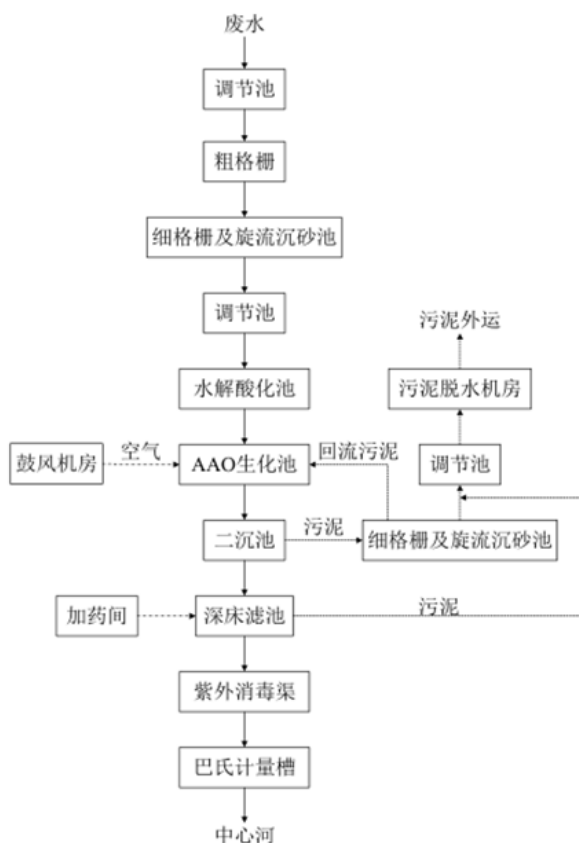 废水
调节池
粗格栅
细格栅及旋流沉砂池
调节池
污泥外运
水解酸化池
污泥脱水机房
鼓风机房
空气
AAO生化池
回流污泥
调节池
二沉池
污泥
细格栅及旋流沉砂池
加药间
深床滤池
污泥
紫外消毒渠
巴氏计量槽
中心河